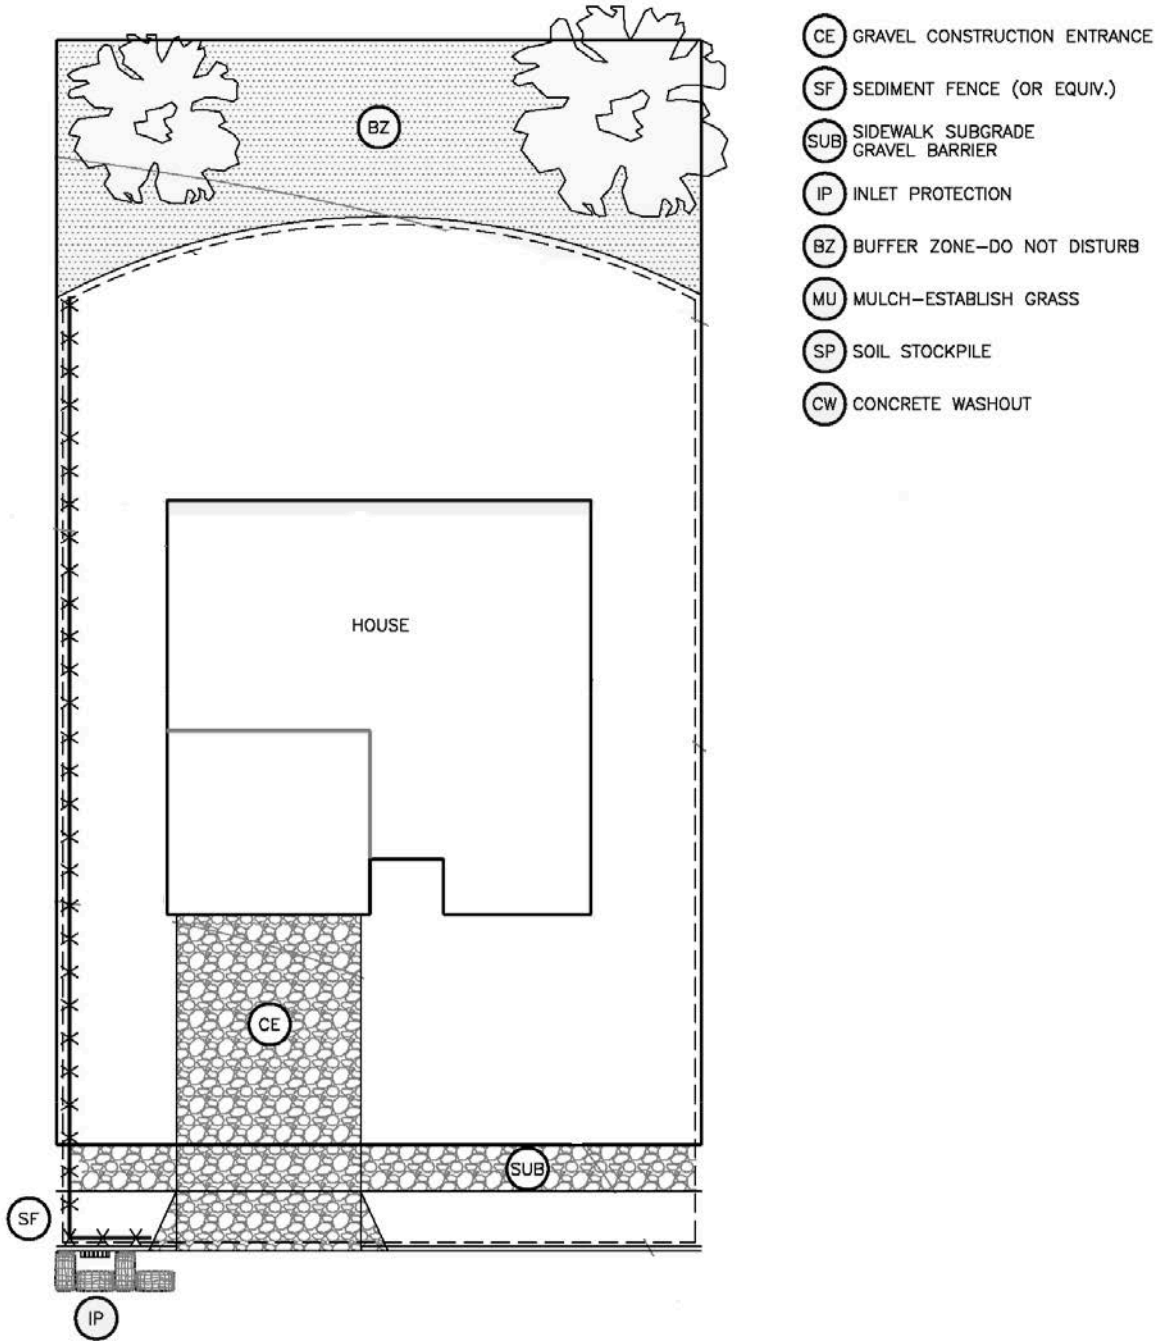 CE GRAVEL CONSTRUCTION ENTRANCE
SF SEDIMENT FENCE (OR EQUIV.)
SUB SIDEWALK SUBGRADE
GRAVEL BARRIER
IP INLET PROTECTION
BZ BUFFER ZONE-DO NOT DISTURB
MU MULCH-ESTABLISH GRASS
SP SOIL STOCKPILE
CW CONCRETE WASHOUT
BZ
HOUSE
CE
SUB
SF
IP